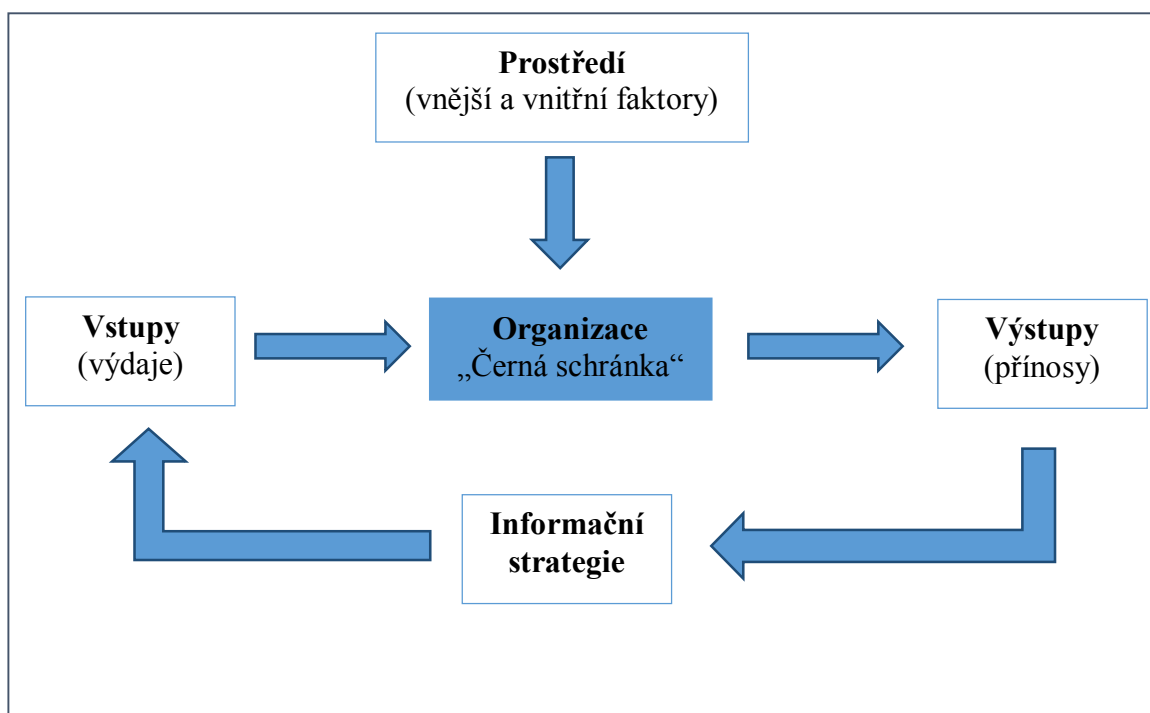 Prostředí
(vnější a vnitřní faktory)
Vstupy
(výdaje)
Organizace
„Černá schránka“
Výstupy
(přínosy)
Informační
strategie